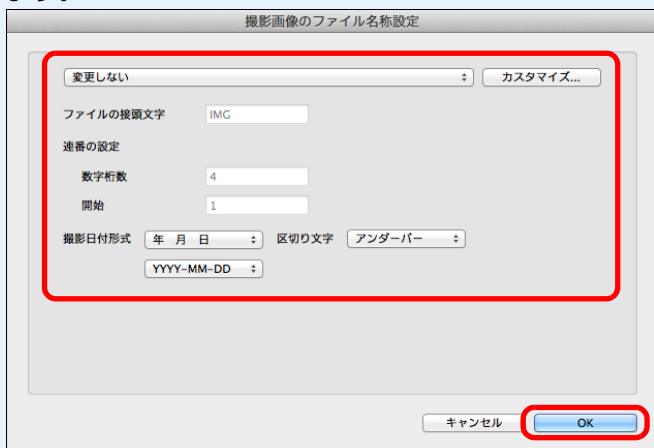 撮影画像のファイル名称設定
変更しない カスタマイズ...
ファイルの接頭文字 IMG
連番の設定
数字桁数 4
開始 1
撮影日付形式 年 月 日 区切り文字 アンダーバー
YYYY-MM-DD
キャンセル OK